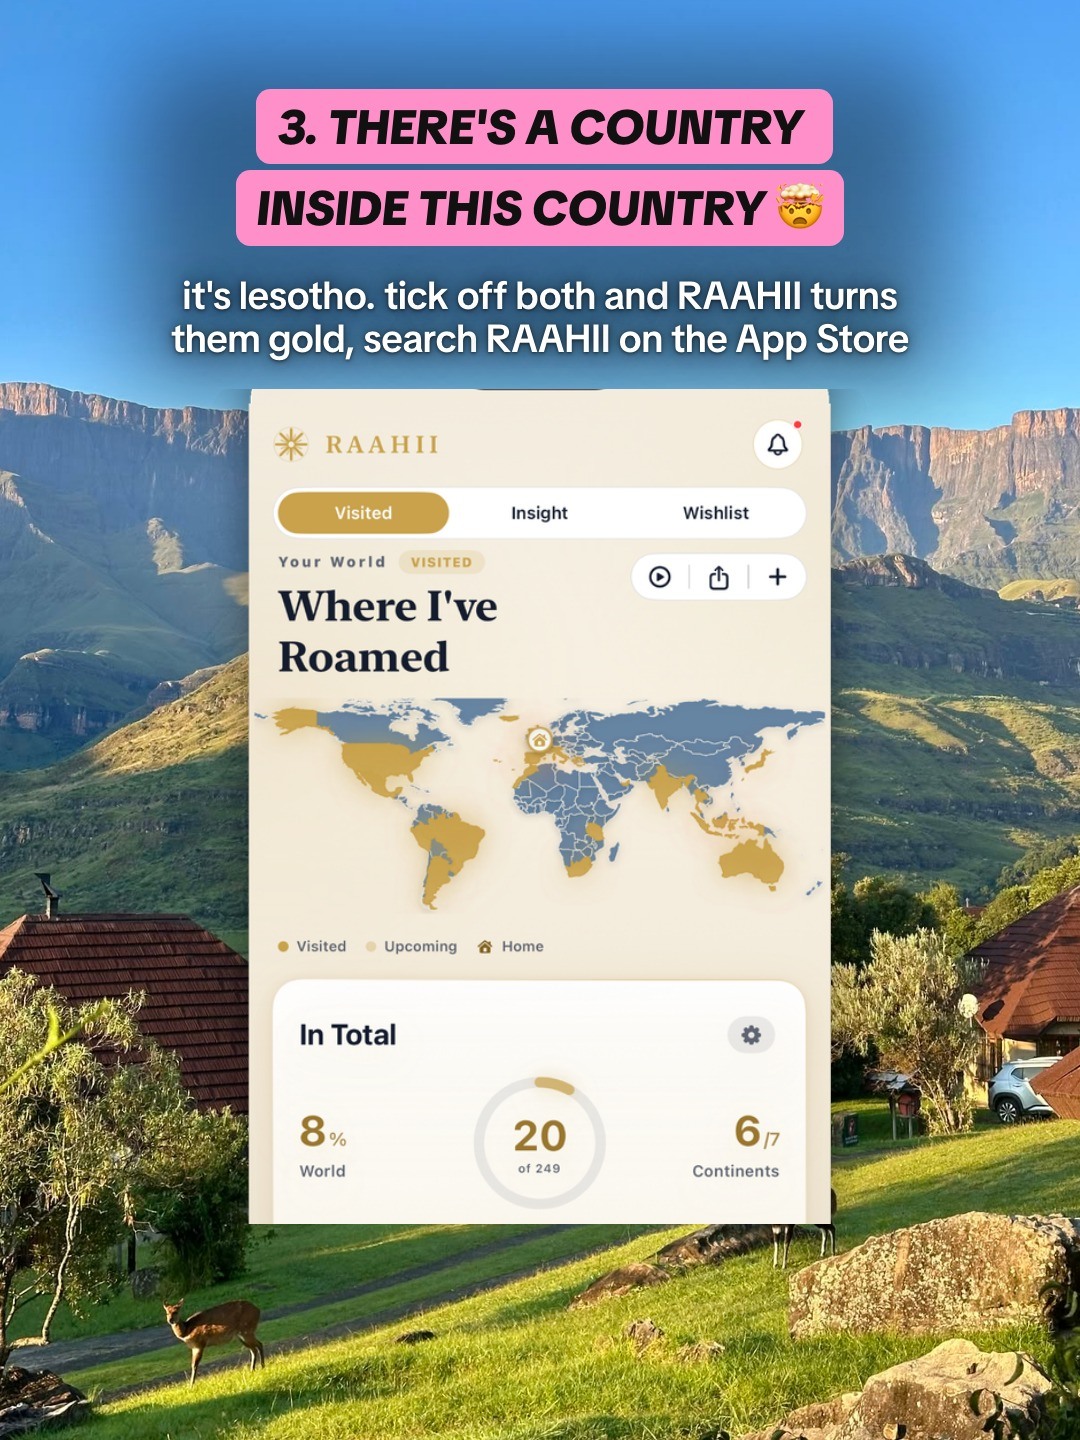 3. THERE'S A COUNTRY
INSIDE THIS COUNTRY 🤯
it's lesotho. tick off both and RAAHII turns
them gold, search RAAHII on the App Store
RAAHII
Visited
Insight
Wishlist
Your World
VISITED
Where I've
Roamed
Visited
Upcoming
Home
In Total
8%
World
20
of 249
6/7
Continents